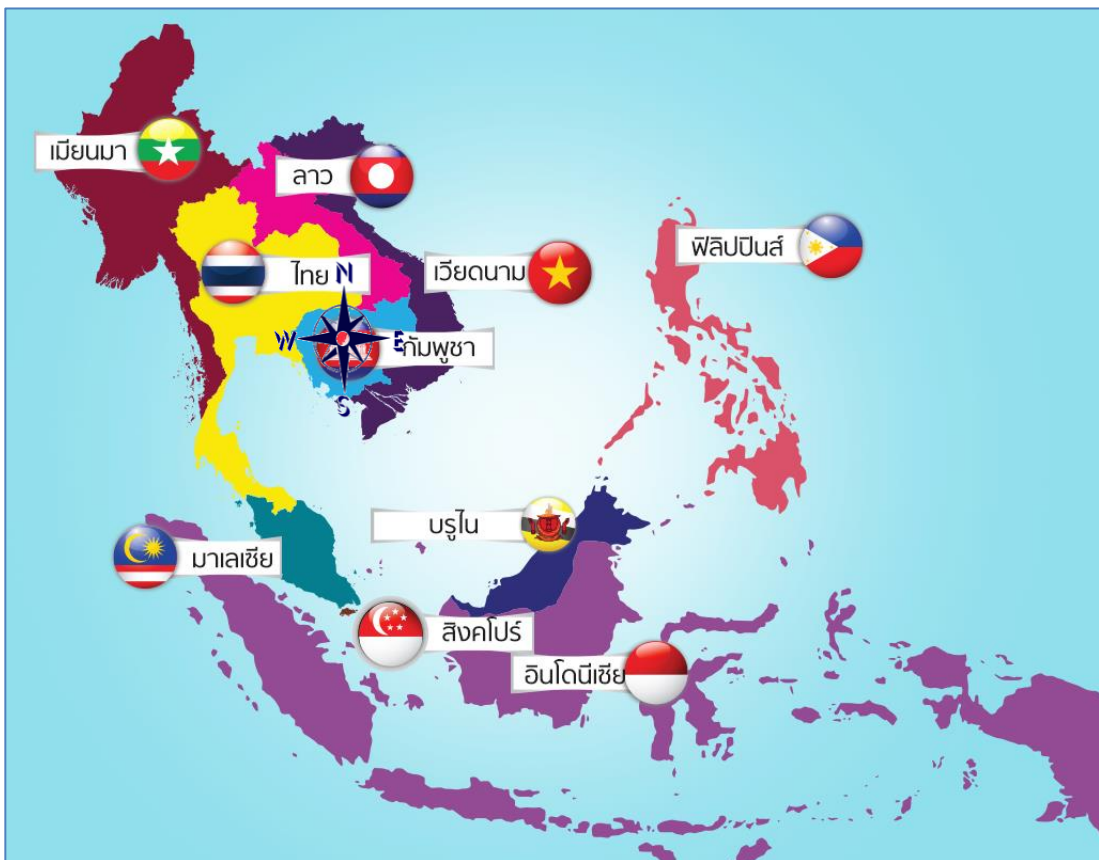 เมียนมา
ลาว
ฟิลิปปินส์
ไทย
เวียดนาม
N
W
E
กัมพูชา
S
บรูไน
มาเลเซีย
สิงคโปร์
อินโดนีเซีย